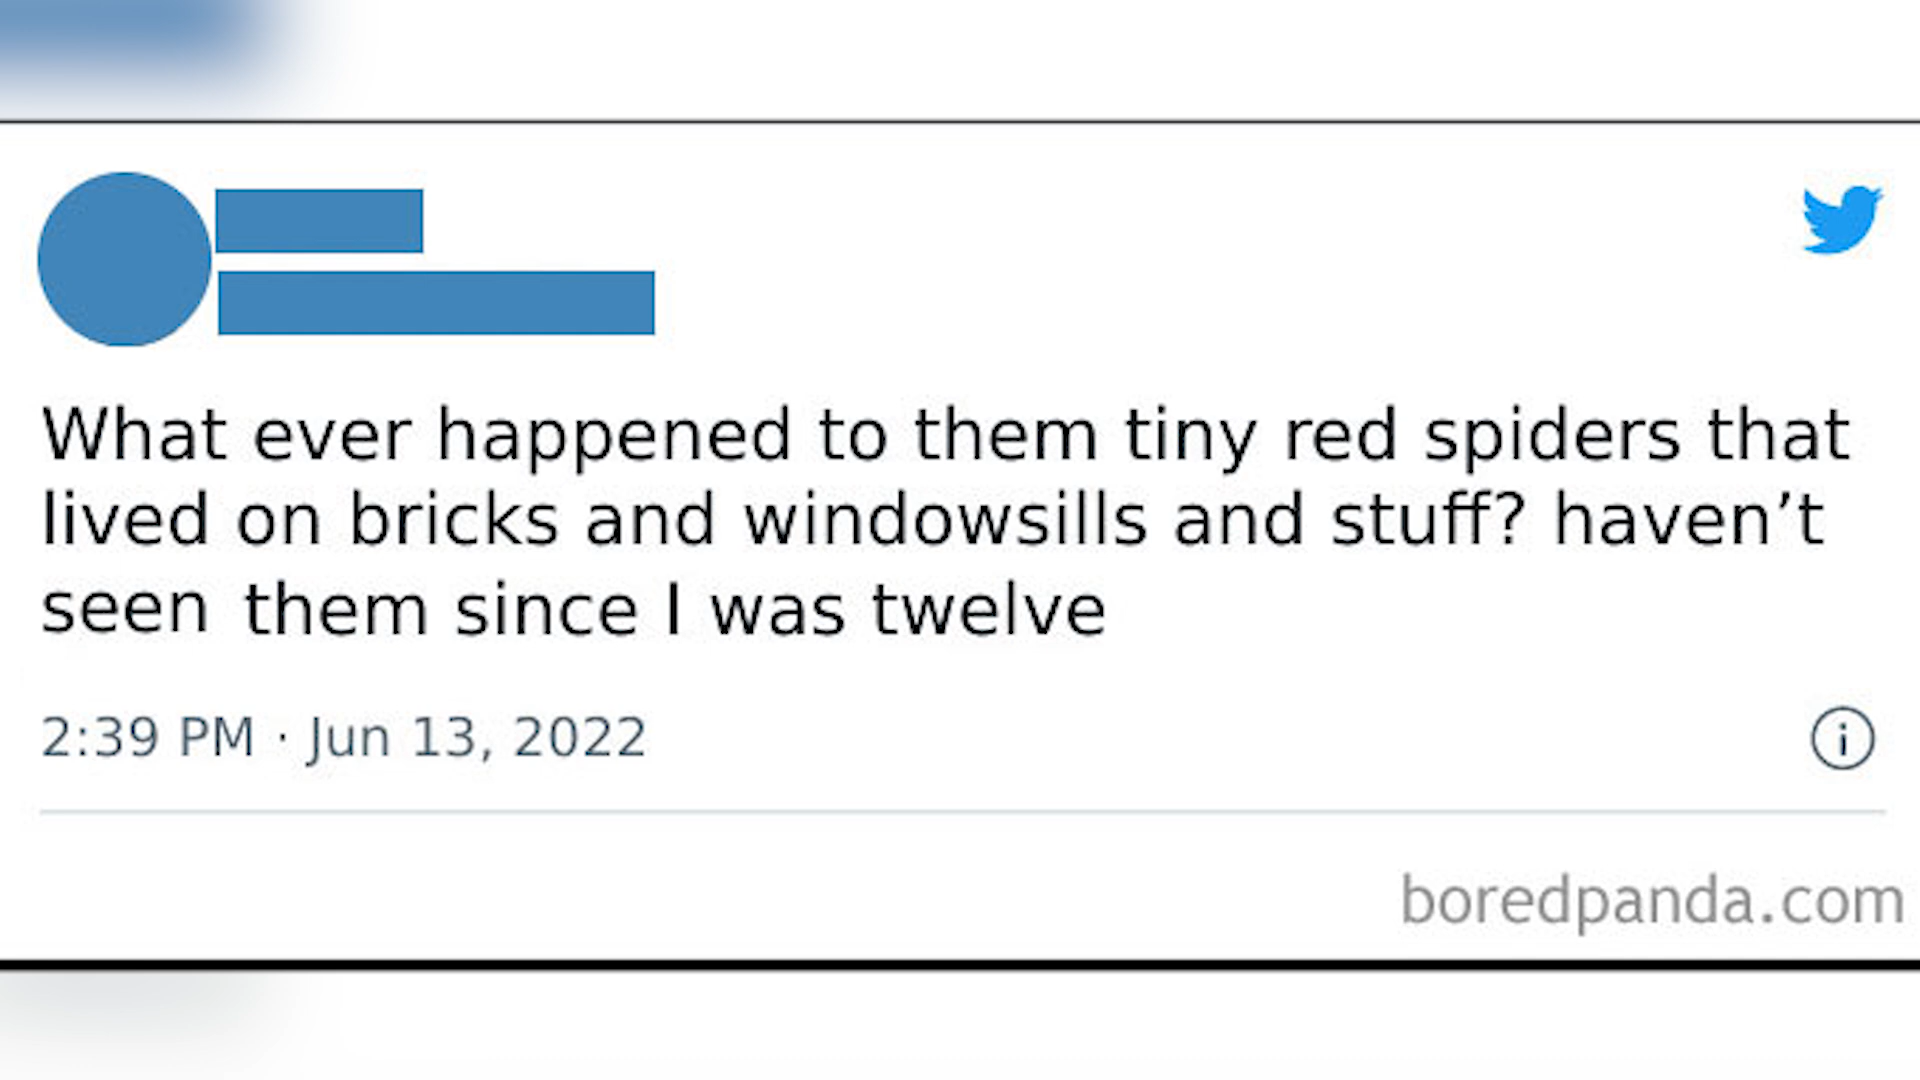 What ever happened to them tiny red spiders that
lived on bricks and windowsills and stuff? haven’t
seen them since I was twelve
2:39 PM · Jun 13, 2022
boredpanda.com